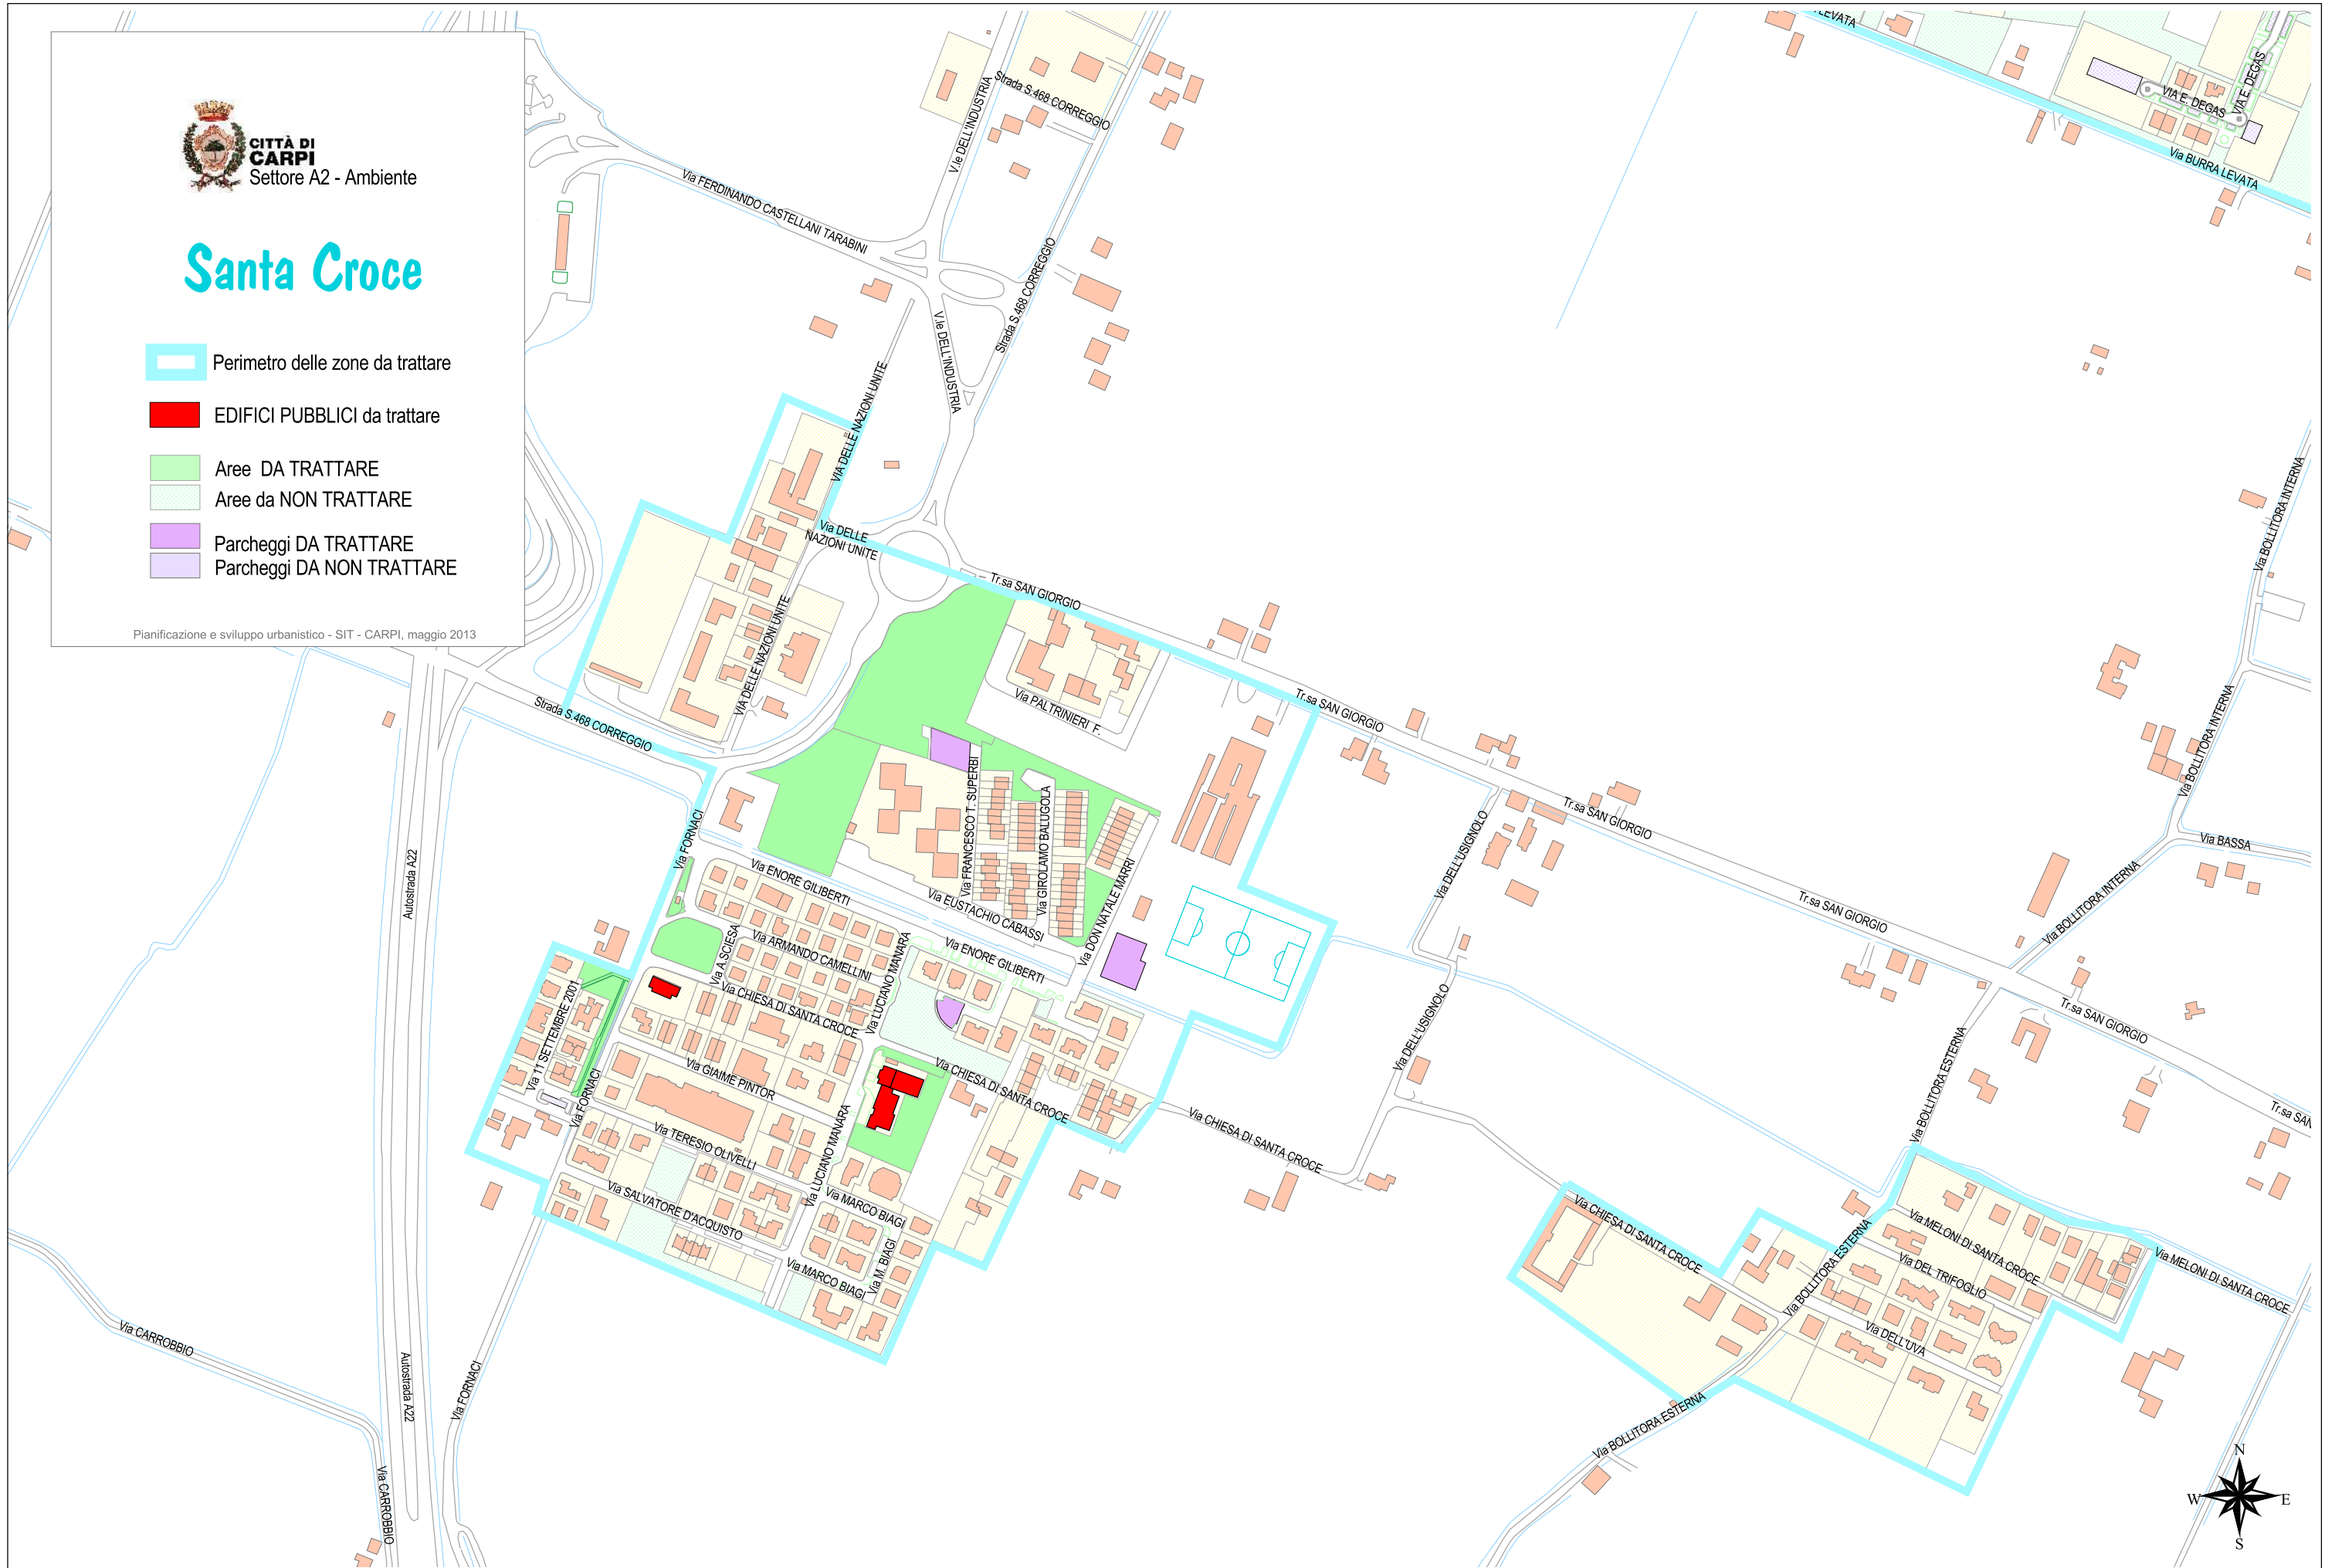 CITTÀ DI
CARPI
Settore A2 - Ambiente
Santa Croce
Perimetro delle zone da trattare
EDIFICI PUBBLICI da trattare
Aree DA TRATTARE
Aree da NON TRATTARE
Parcheggi DA TRATTARE
Parcheggi DA NON TRATTARE
Pianificazione e sviluppo urbanistico - SIT - CARPI, maggio 2013
LEVATA
VIA E. DEGAS
VIA E. DEGAS
Via BURRA LEVATA
Strada S.468 CORREGGIO
V.le DELL'INDUSTRIA
Via FERDINANDO CASTELLANI TARABINI
Strada S.468 CORREGGIO
V.le DELL'INDUSTRIA
VIA DELLE NAZIONI UNITE
Via DELLE
NAZIONI UNITE
Tr.sa SAN GIORGIO
VIA DELLE NAZIONI UNITE
Via PALTRINIERI F.
Strada S.468 CORREGGIO
Tr.sa SAN GIORGIO
Via BOLLITORA INTERNA
Via BOLLITORA INTERNA
Via FORNACI
Via FRANCESCO T. SUPERBI
Via GIROLAMO BALUGOLA
Via DELL'USIGNOLO
Tr.sa SAN GIORGIO
Via BASSA
Autostrada A22
Via ENORE GILIBERTI
Via EUSTACHIO CABASSI
Via DON NATALE MARRI
Tr.sa SAN GIORGIO
Via BOLLITORA INTERNA
Via A.SCIESA
Via ARMANDO CAMELLINI
Via LUCIANO MANARA
Via ENORE GILIBERTI
Via CHIESA DI SANTA CROCE
Via 11 SETTEMBRE 2001
Via DELL'USIGNOLO
Tr.sa SAN GIORGIO
Via FORNACI
Via GIAIME PINTOR
Via CHIESA DI SANTA CROCE
Via BOLLITORA ESTERNA
Tr.sa SAN
Via TERESIO OLIVELLI
Via LUCIANO MANARA
Via CHIESA DI SANTA CROCE
Via SALVATORE D'ACQUISTO
Via MARCO BIAGI
Via CHIESA DI SANTA CROCE
Via MELONI DI SANTA CROCE
Via M. BIAGI
Via MARCO BIAGI
Via BOLLITORA ESTERNA
Via DEL TRIFOGLIO
Via MELONI DI SANTA CROCE
Via DELL'UVA
Via CARROBBIO
Autostrada A22
Via FORNACI
Via BOLLITORA ESTERNA
Via CARROBBIO
N
W
E
S